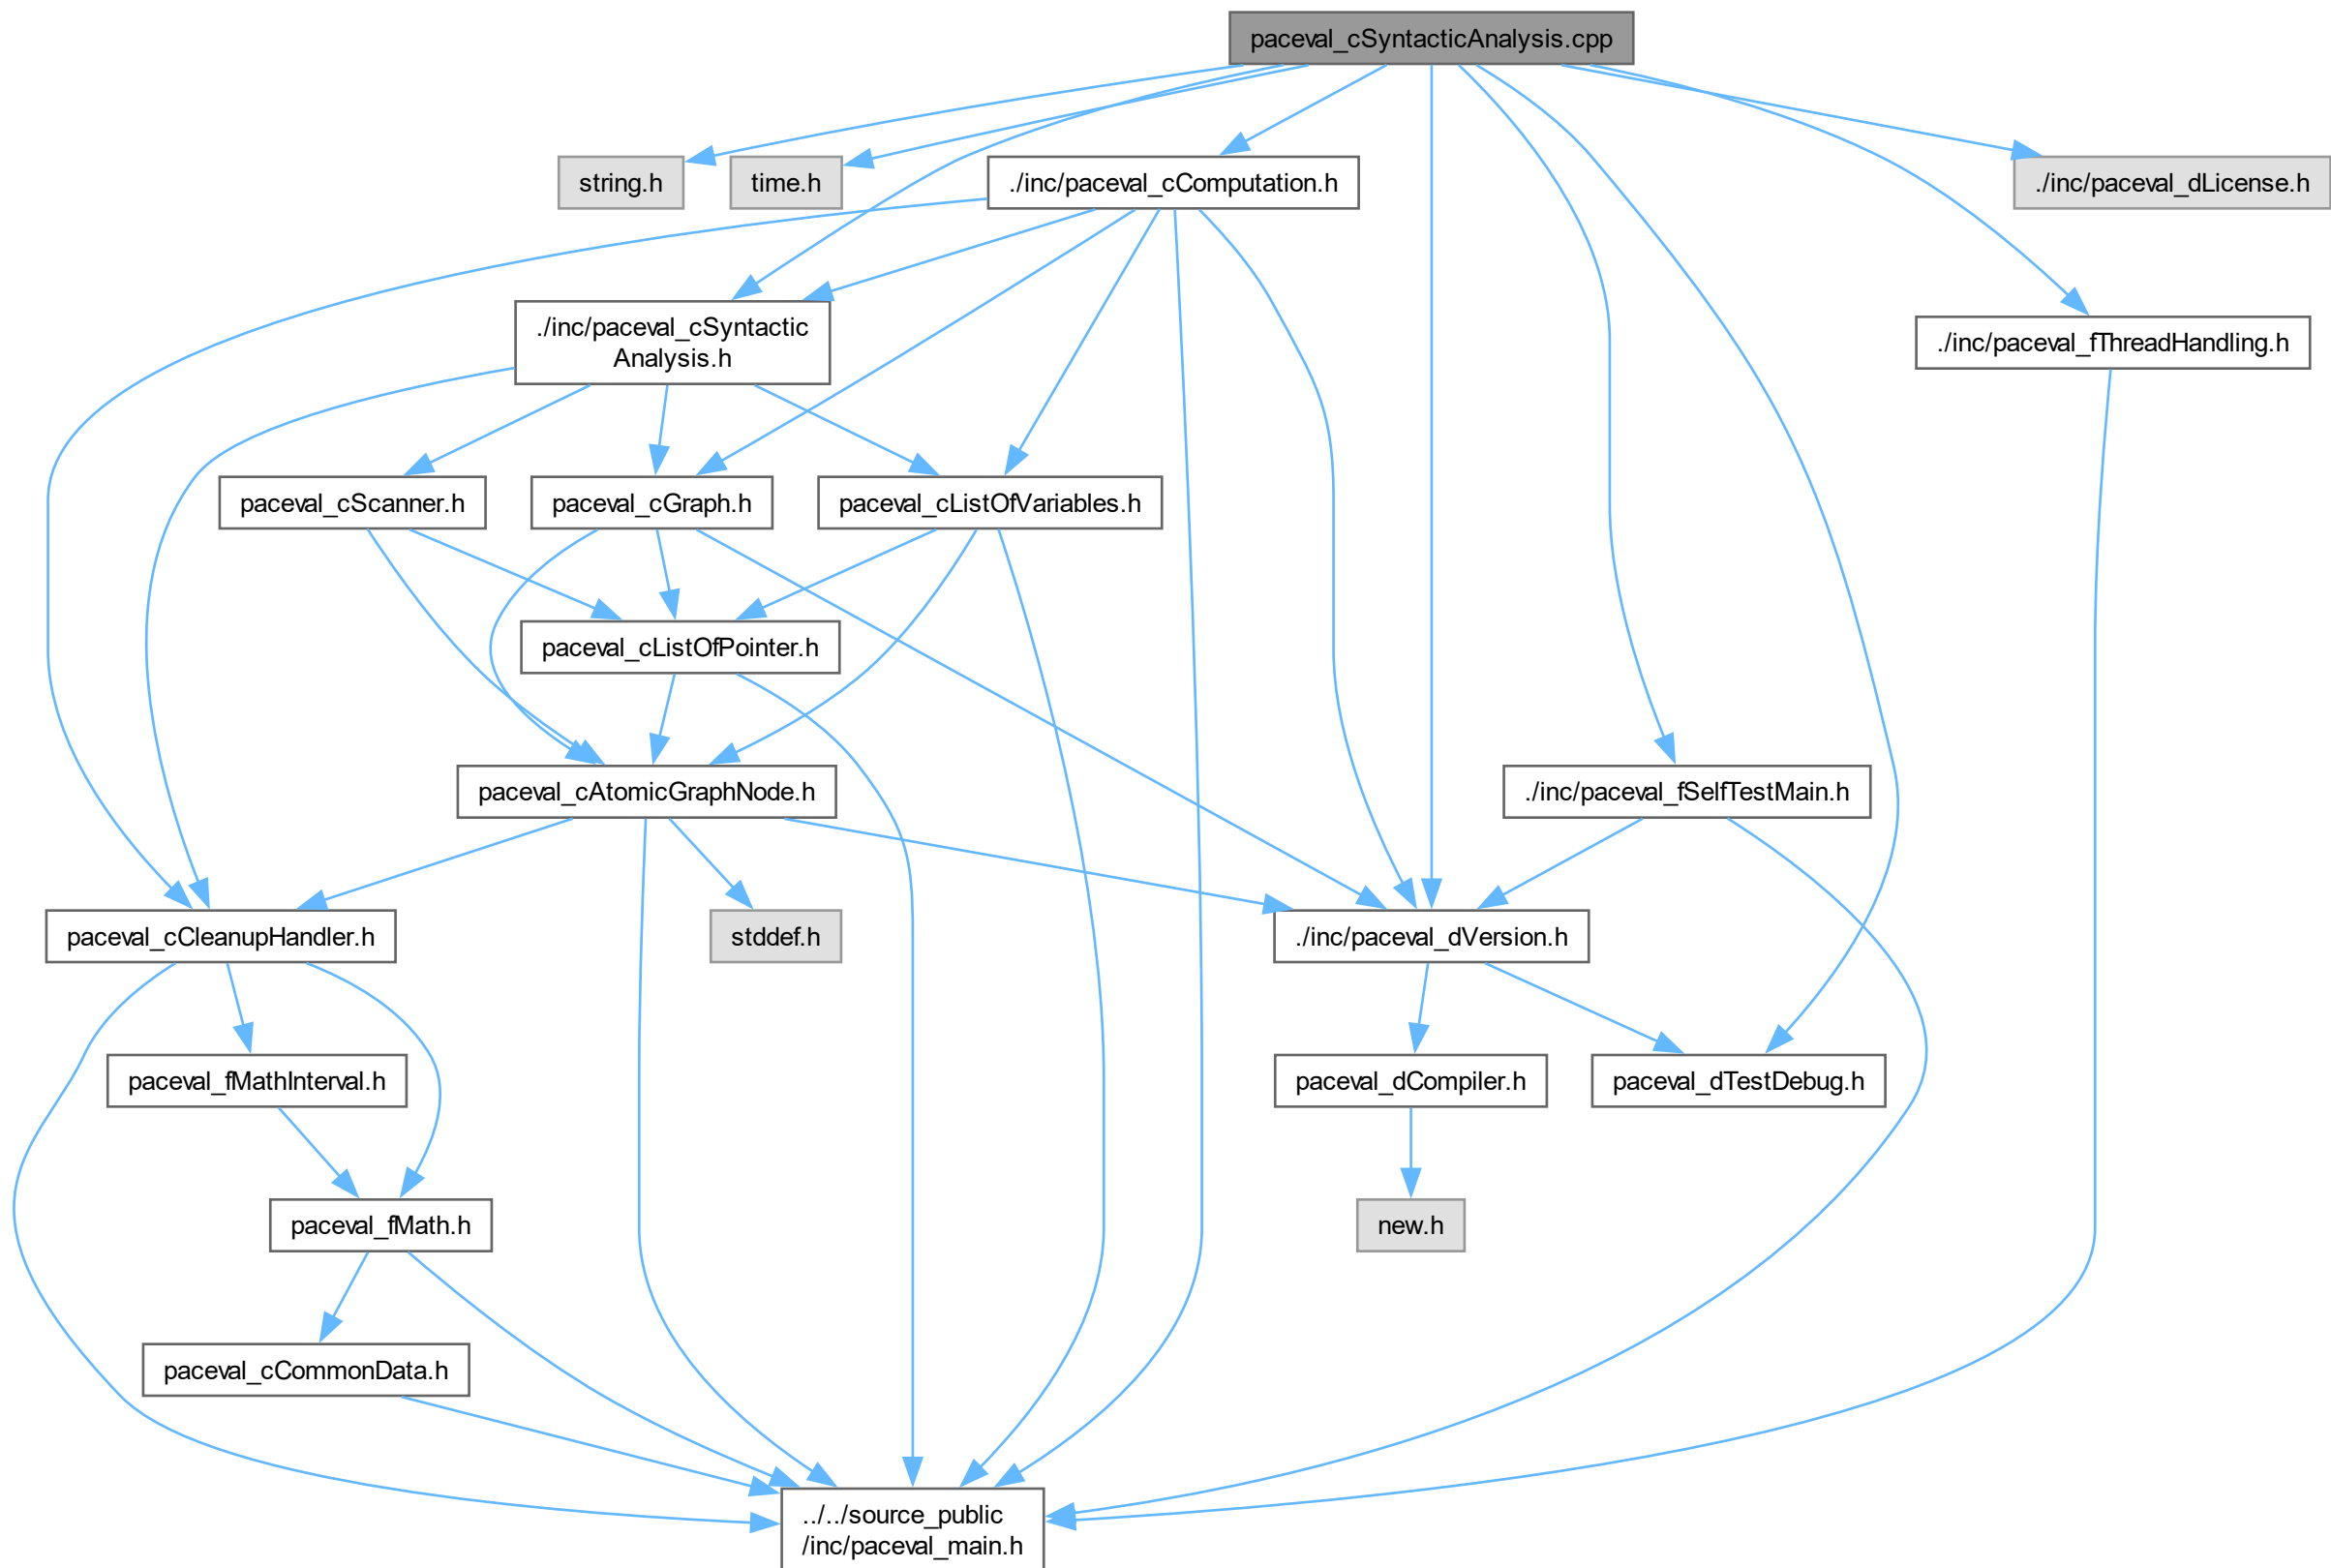 paceval_cSyntacticAnalysis.cpp
string.h
time.h
./inc/paceval_cComputation.h
./inc/paceval_dLicense.h
./inc/paceval_cSyntactic
Analysis.h
./inc/paceval_fThreadHandling.h
paceval_cScanner.h
paceval_cGraph.h
paceval_cListOfVariables.h
paceval_cListOfPointer.h
paceval_cAtomicGraphNode.h
./inc/paceval_fSelfTestMain.h
paceval_cCleanupHandler.h
stddef.h
./inc/paceval_dVersion.h
paceval_fMathInterval.h
paceval_dCompiler.h
paceval_dTestDebug.h
paceval_fMath.h
new.h
paceval_cCommonData.h
../../source_public
/inc/paceval_main.h